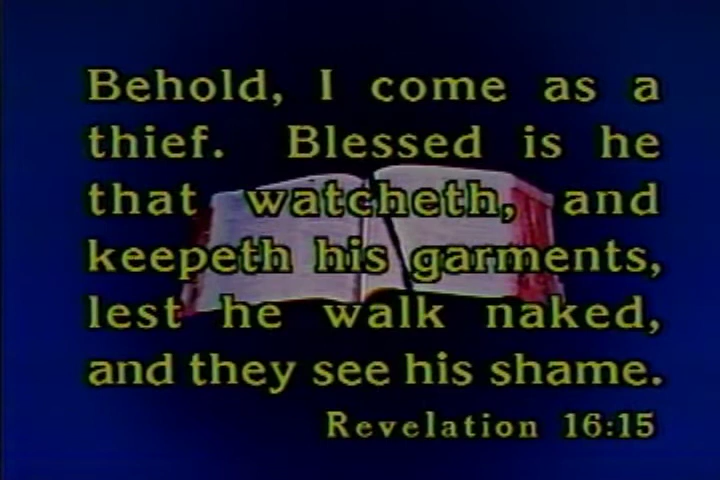 Behold, I come as a
thief. Blessed is he
that watcheth, and
keepeth his garments,
lest he walk naked,
and they see his shame.
Revelation 16:15